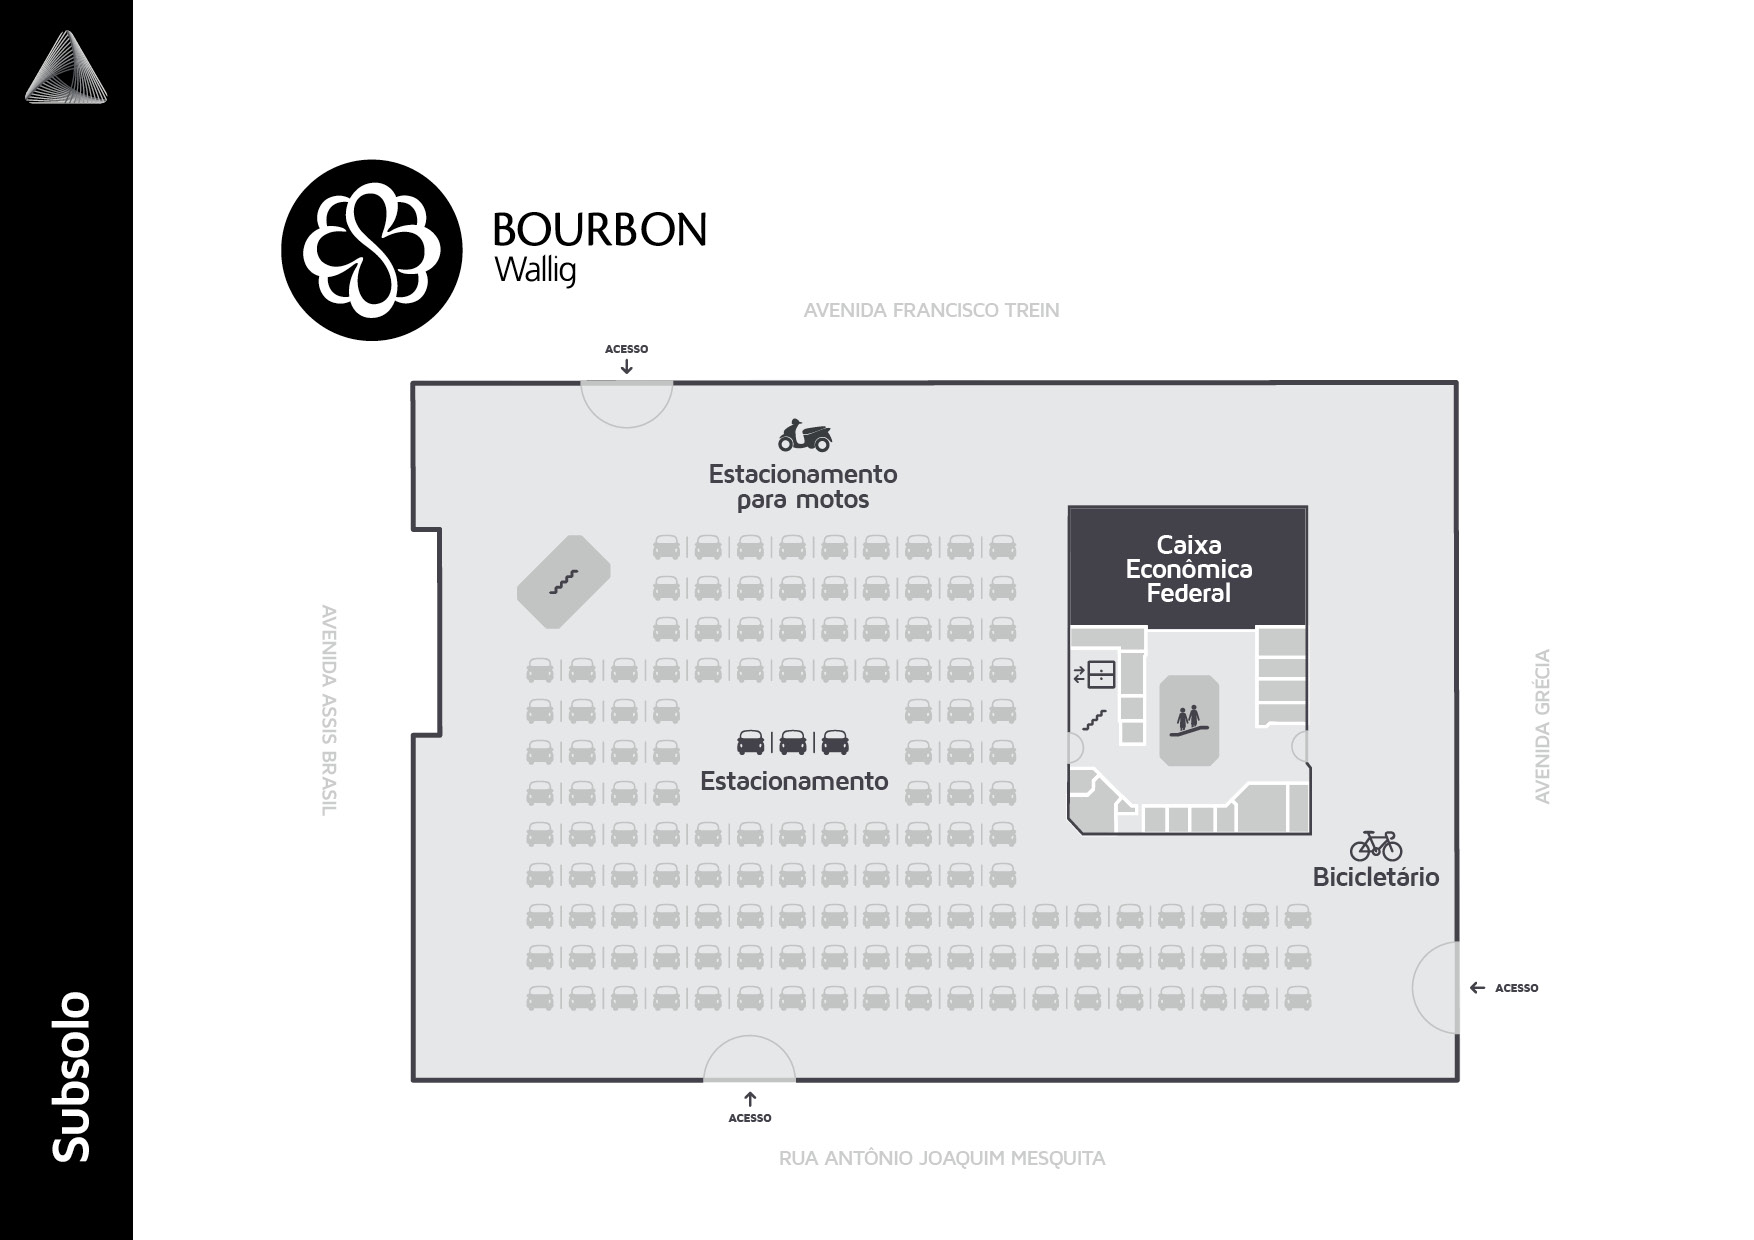 BOURBON
Wallig
AVENIDA FRANCISCO TREIN
ACESSO
Estacionamento
para motos
Caixa
Econômica
Federal
AVENIDA ASSIS BRASIL
AVENIDA GRÉCIA
Estacionamento
Bicicletário
ACESSO
ACESSO
RUA ANTÔNIO JOAQUIM MESQUITA
Subsolo